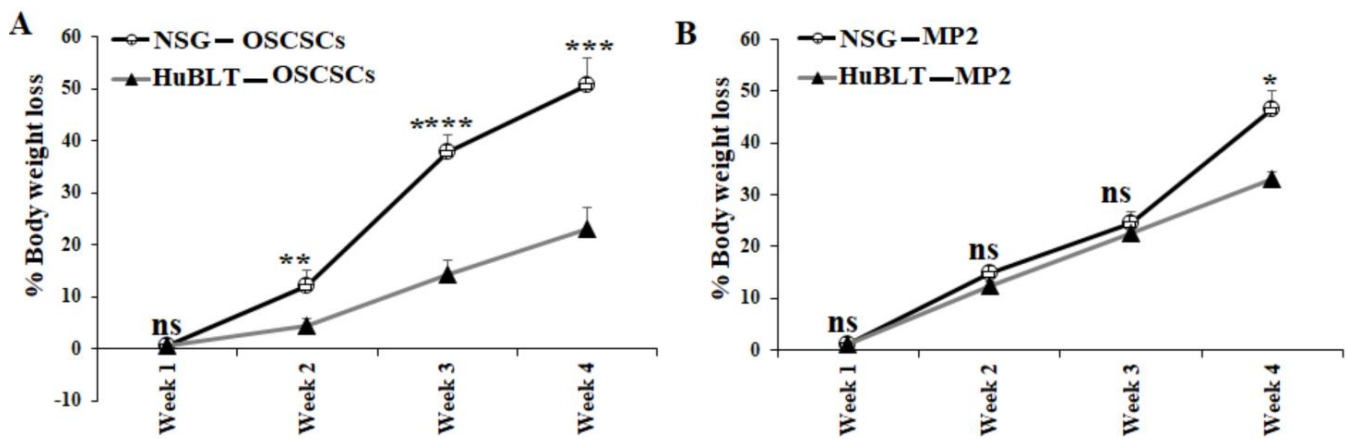 A
NSG—OSCSCs
HuBLT—OSCSCs
% Body weight loss
60
50
40
30
20
10
0
-10
ns
**
****
***
Week 1
Week 2
Week 3
Week 4
B
NSG—MP2
HuBLT—MP2
% Body weight loss
60
50
40
30
20
10
0
ns
ns
ns
*
Week 1
Week 2
Week 3
Week 4